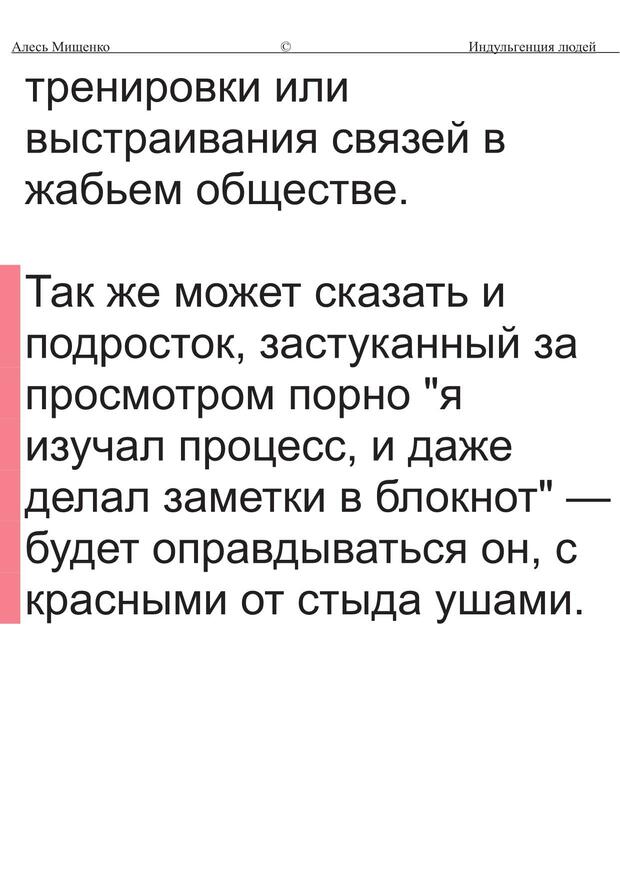 Алесь Мищенко © Индульгенция людей
тренировки или
выстраивания связей в
жабьем обществе.
Так же может сказать и
подросток, застуканный за
просмотром порно "я
изучал процесс, и даже
делал заметки в блокнот" —
будет оправдываться он, с
красными от стыда ушами.